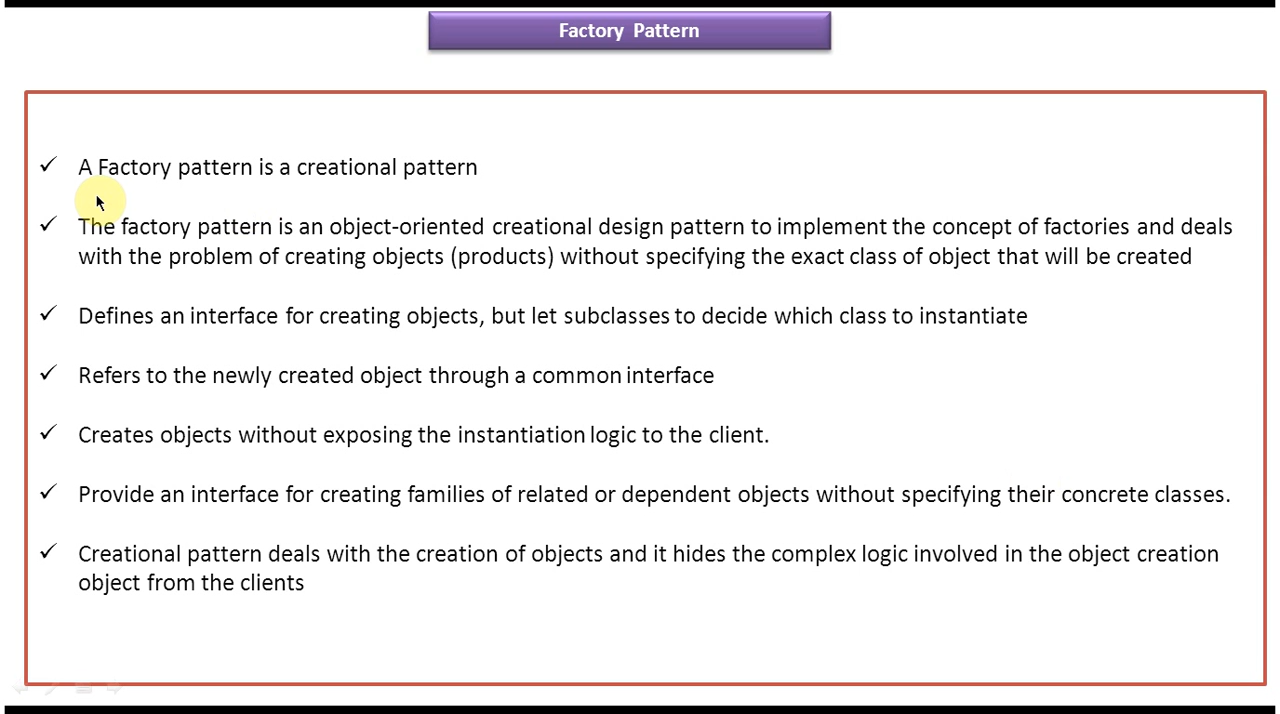 Factory Pattern
A Factory pattern is a creational pattern
The factory pattern is an object-oriented creational design pattern to implement the concept of factories and deals
with the problem of creating objects (products) without specifying the exact class of object that will be created
Defines an interface for creating objects, but let subclasses to decide which class to instantiate
Refers to the newly created object through a common interface
Creates objects without exposing the instantiation logic to the client.
Provide an interface for creating families of related or dependent objects without specifying their concrete classes.
Creational pattern deals with the creation of objects and it hides the complex logic involved in the object creation
object from the clients